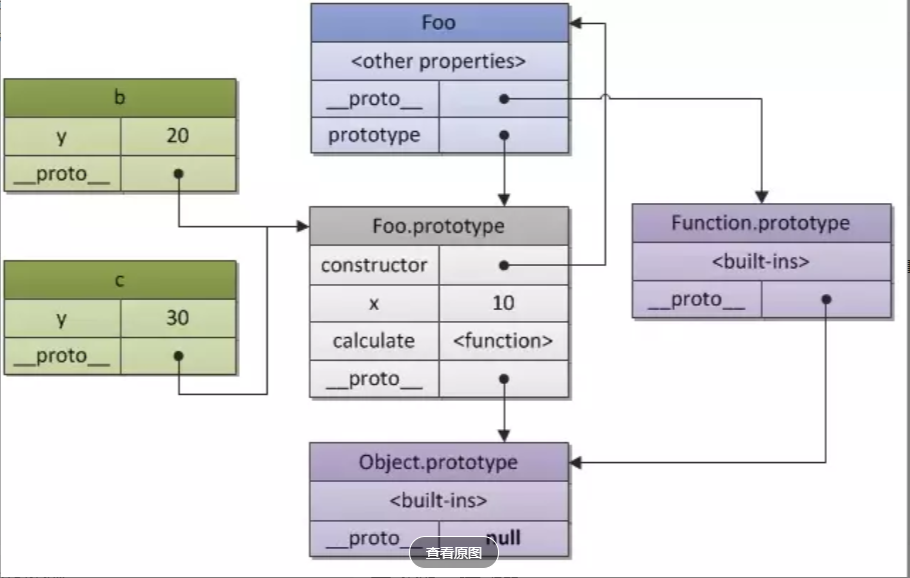 Foo
<other properties>
__proto__
prototype
b
y 20
__proto__
Foo.prototype
constructor
x 10
calculate <function>
__proto__
Function.prototype
<built-ins>
__proto__
c
y 30
__proto__
Object.prototype
<built-ins>
__proto__ null
查看原图